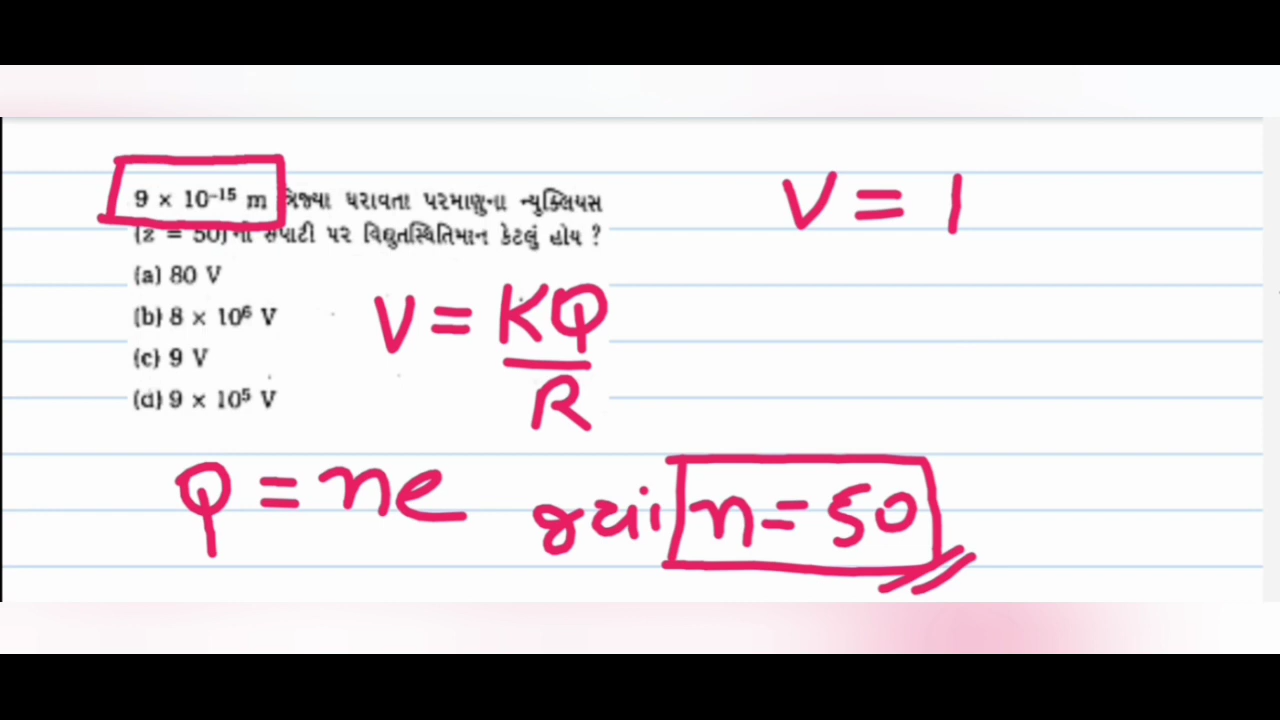 9 × 10⁻¹⁵ m ત્રિજ્યા ધરાવતા પરમાણુના ન્યુક્લિયસ
(z = 50) ની સપાટી પર વિદ્યુતસ્થિતિમાન કેટલું હોય ?
(a) 80 V
(b) 8 × 10⁶ V
(c) 9 V
(d) 9 × 10⁵ V
V = KQ
R
Q = ne જ્યાં n = 50
V = 1